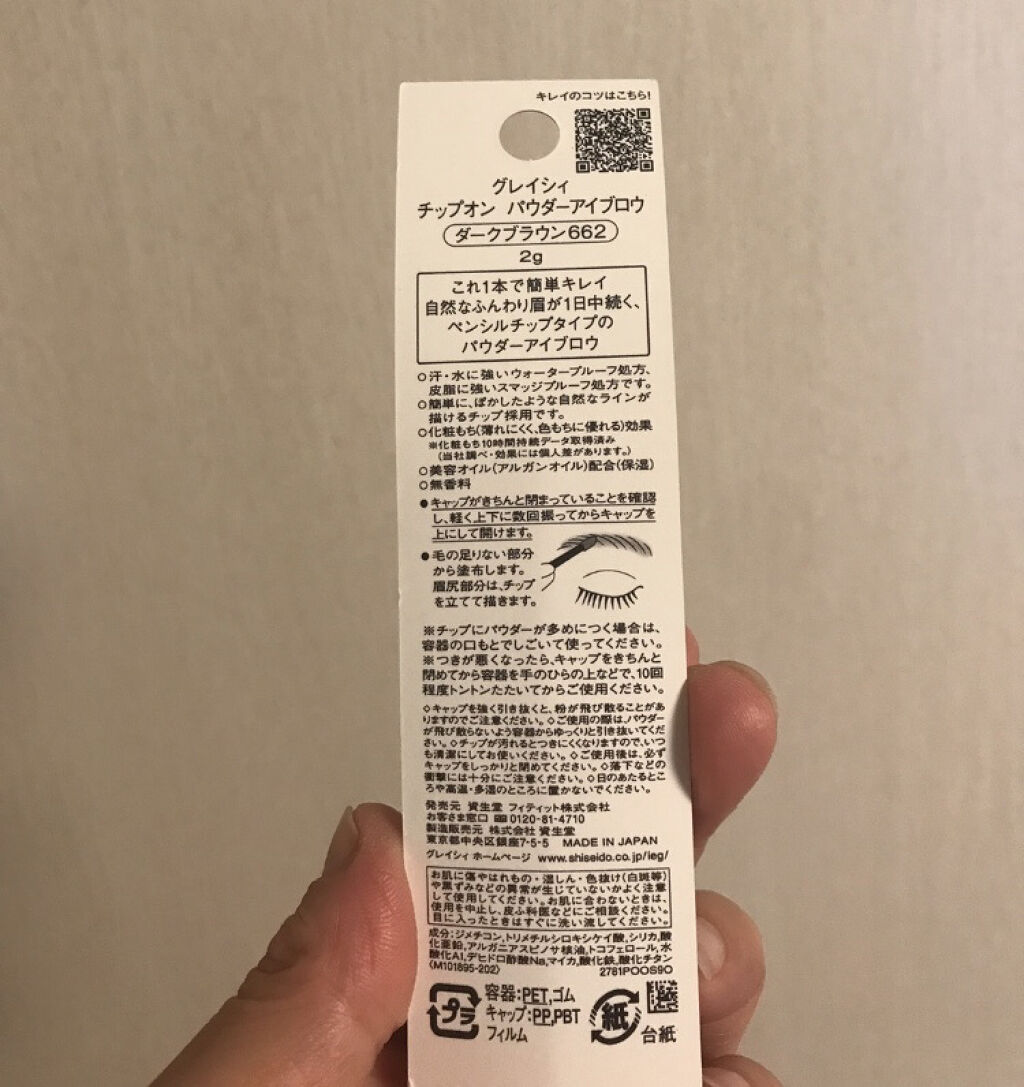 キレイのコツはこちら!
グレイシィ
チップオン パウダーアイブロウ
ダークブラウン662
2g
これ1本で簡単キレイ
自然なふんわり眉が1日中続く、
ペンシルチップタイプの
パウダーアイブロウ
○汗・水に強いウォータープルーフ処方、
皮脂に強いスマッジプルーフ処方です。
○簡単に、ぼかしたような自然なラインが
描けるチップ採用です。
○化粧もち(薄れにくく、色もちに優れる)効果
※化粧もち10時間持続データ取得済み
(当社調べ・効果には個人差があります。)
○美容オイル(アルガンオイル)配合(保湿)
○無香料
●キャップがきちんと閉まっていることを確認
し、軽く上下に数回振ってからキャップを
上にして開けます。
●毛の足りない部分
から塗布します。
眉尻部分は、チップ
を立てて描きます。
※チップにパウダーが多めにつく場合は、
容器の口もとでしごいて使ってください。
※つきが悪くなったら、キャップをきちんと
閉めてから容器を手のひらの上などで、10回
程度トントンたたいてからご使用ください。
◇キャップを強く引き抜くと、粉が飛び散ることがあ
りますのでご注意ください。◇ご使用の際は、パウダー
が飛び散らないよう容器からゆっくりと引き抜いてくだ
さい。◇チップが汚れるとつきにくくなりますので、いつ
も清潔にしてお使いください。◇ご使用後は、必ず
キャップをしっかりと閉めてください。◇落下などの
衝撃には十分にご注意ください。◇日のあたるとこ
ろや高温・多湿のところに置かないでください。
発売元 資生堂 フィティット株式会社
お客さま窓口 0120-81-4710
製造販売元 株式会社 資生堂
東京都中央区銀座7-5-5 MADE IN JAPAN
グレイシィ ホームページ www.shiseido.co.jp/ieg/
お肌に傷やはれもの・湿しん・色抜け(白斑等)
や黒ずみなどの異常が生じていないかよく注意
して使用してください。お肌に合わないときは、
使用を中止し、皮ふ科医などにご相談ください。
目に入ったときはすぐに洗い流してください。
成分:ジメチコン,トリメチルシロキシケイ酸,シリカ,酸
化亜鉛,アルガニアスピノサ核油,トコフェロール,水
酸化Al,デヒドロ酢酸Na,マイカ,酸化鉄,酸化チタン
〈M101895-202〉 2781POOS9O
プラ
容器:PET,ゴム
キャップ:PP,PBT
フィルム
紙
台紙